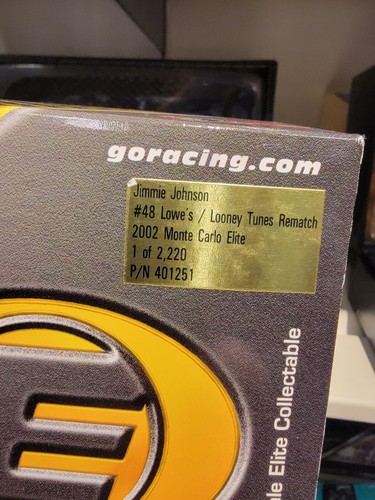 goracing.com
Jimmie Johnson
#48 Lowe's / Looney Tunes Rematch
2002 Monte Carlo Elite
1 of 2,220
P/N 401251
Elite Collectable